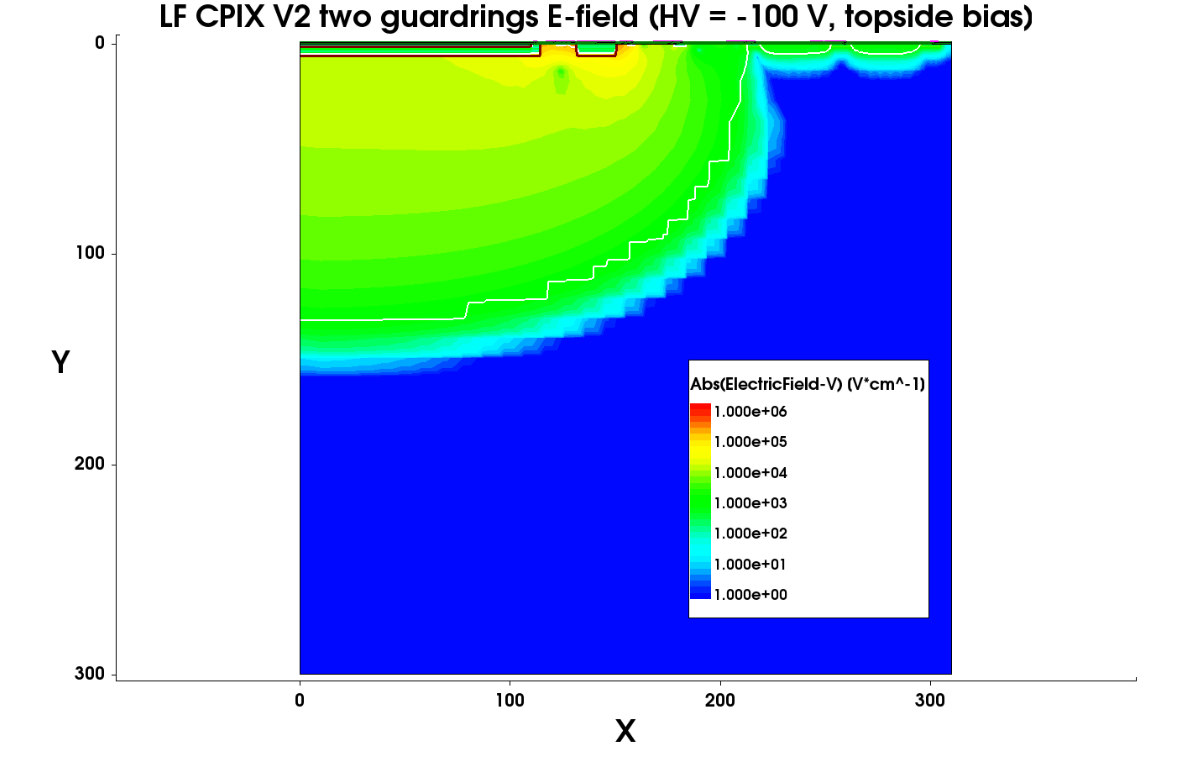 LF CPIX V2 two guardrings E-field (HV = -100 V, topside bias)
0
100
Y
200
300
Abs(ElectricField-V) (V*cm^-1)
1.000e+06
1.000e+05
1.000e+04
1.000e+03
1.000e+02
1.000e+01
1.000e+00
0 100 200 300
X